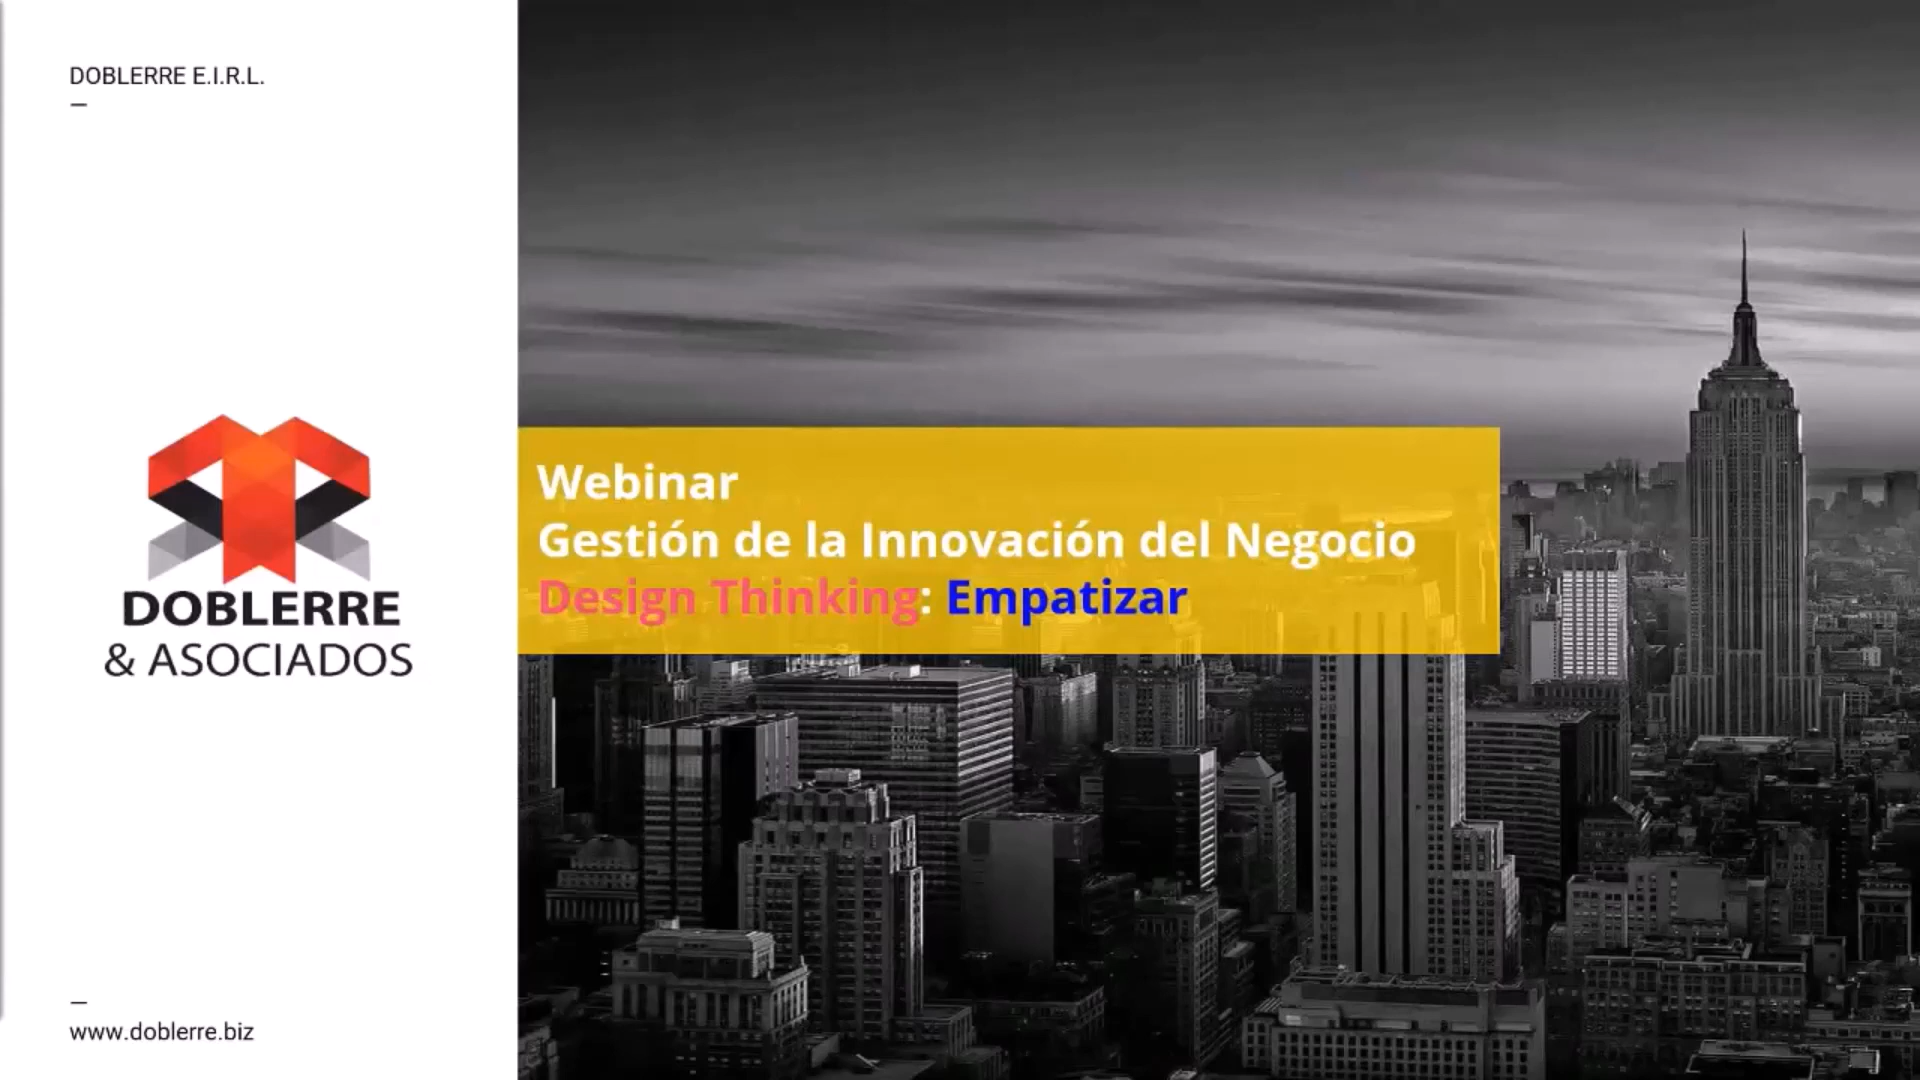 DOBLERRE E.I.R.L.
DOBLERRE
& ASOCIADOS
www.doblerre.biz
Webinar
Gestión de la Innovación del Negocio
Design Thinking: Empatizar